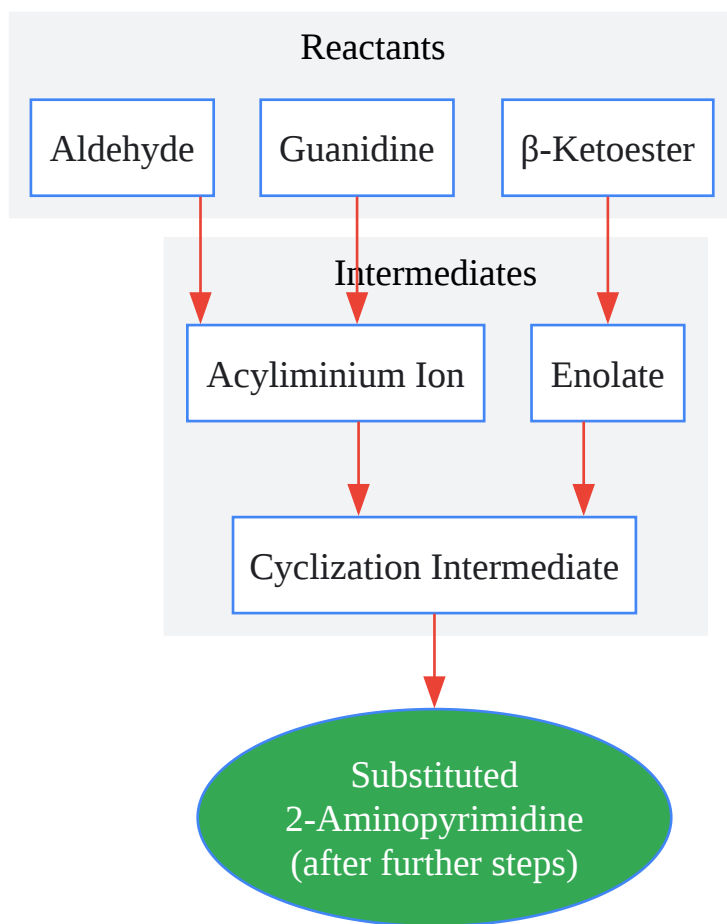 Reactants
Aldehyde
Guanidine
β-Ketoester
Intermediates
Acyliminium Ion
Enolate
Cyclization Intermediate
Substituted
2-Aminopyrimidine
(after further steps)